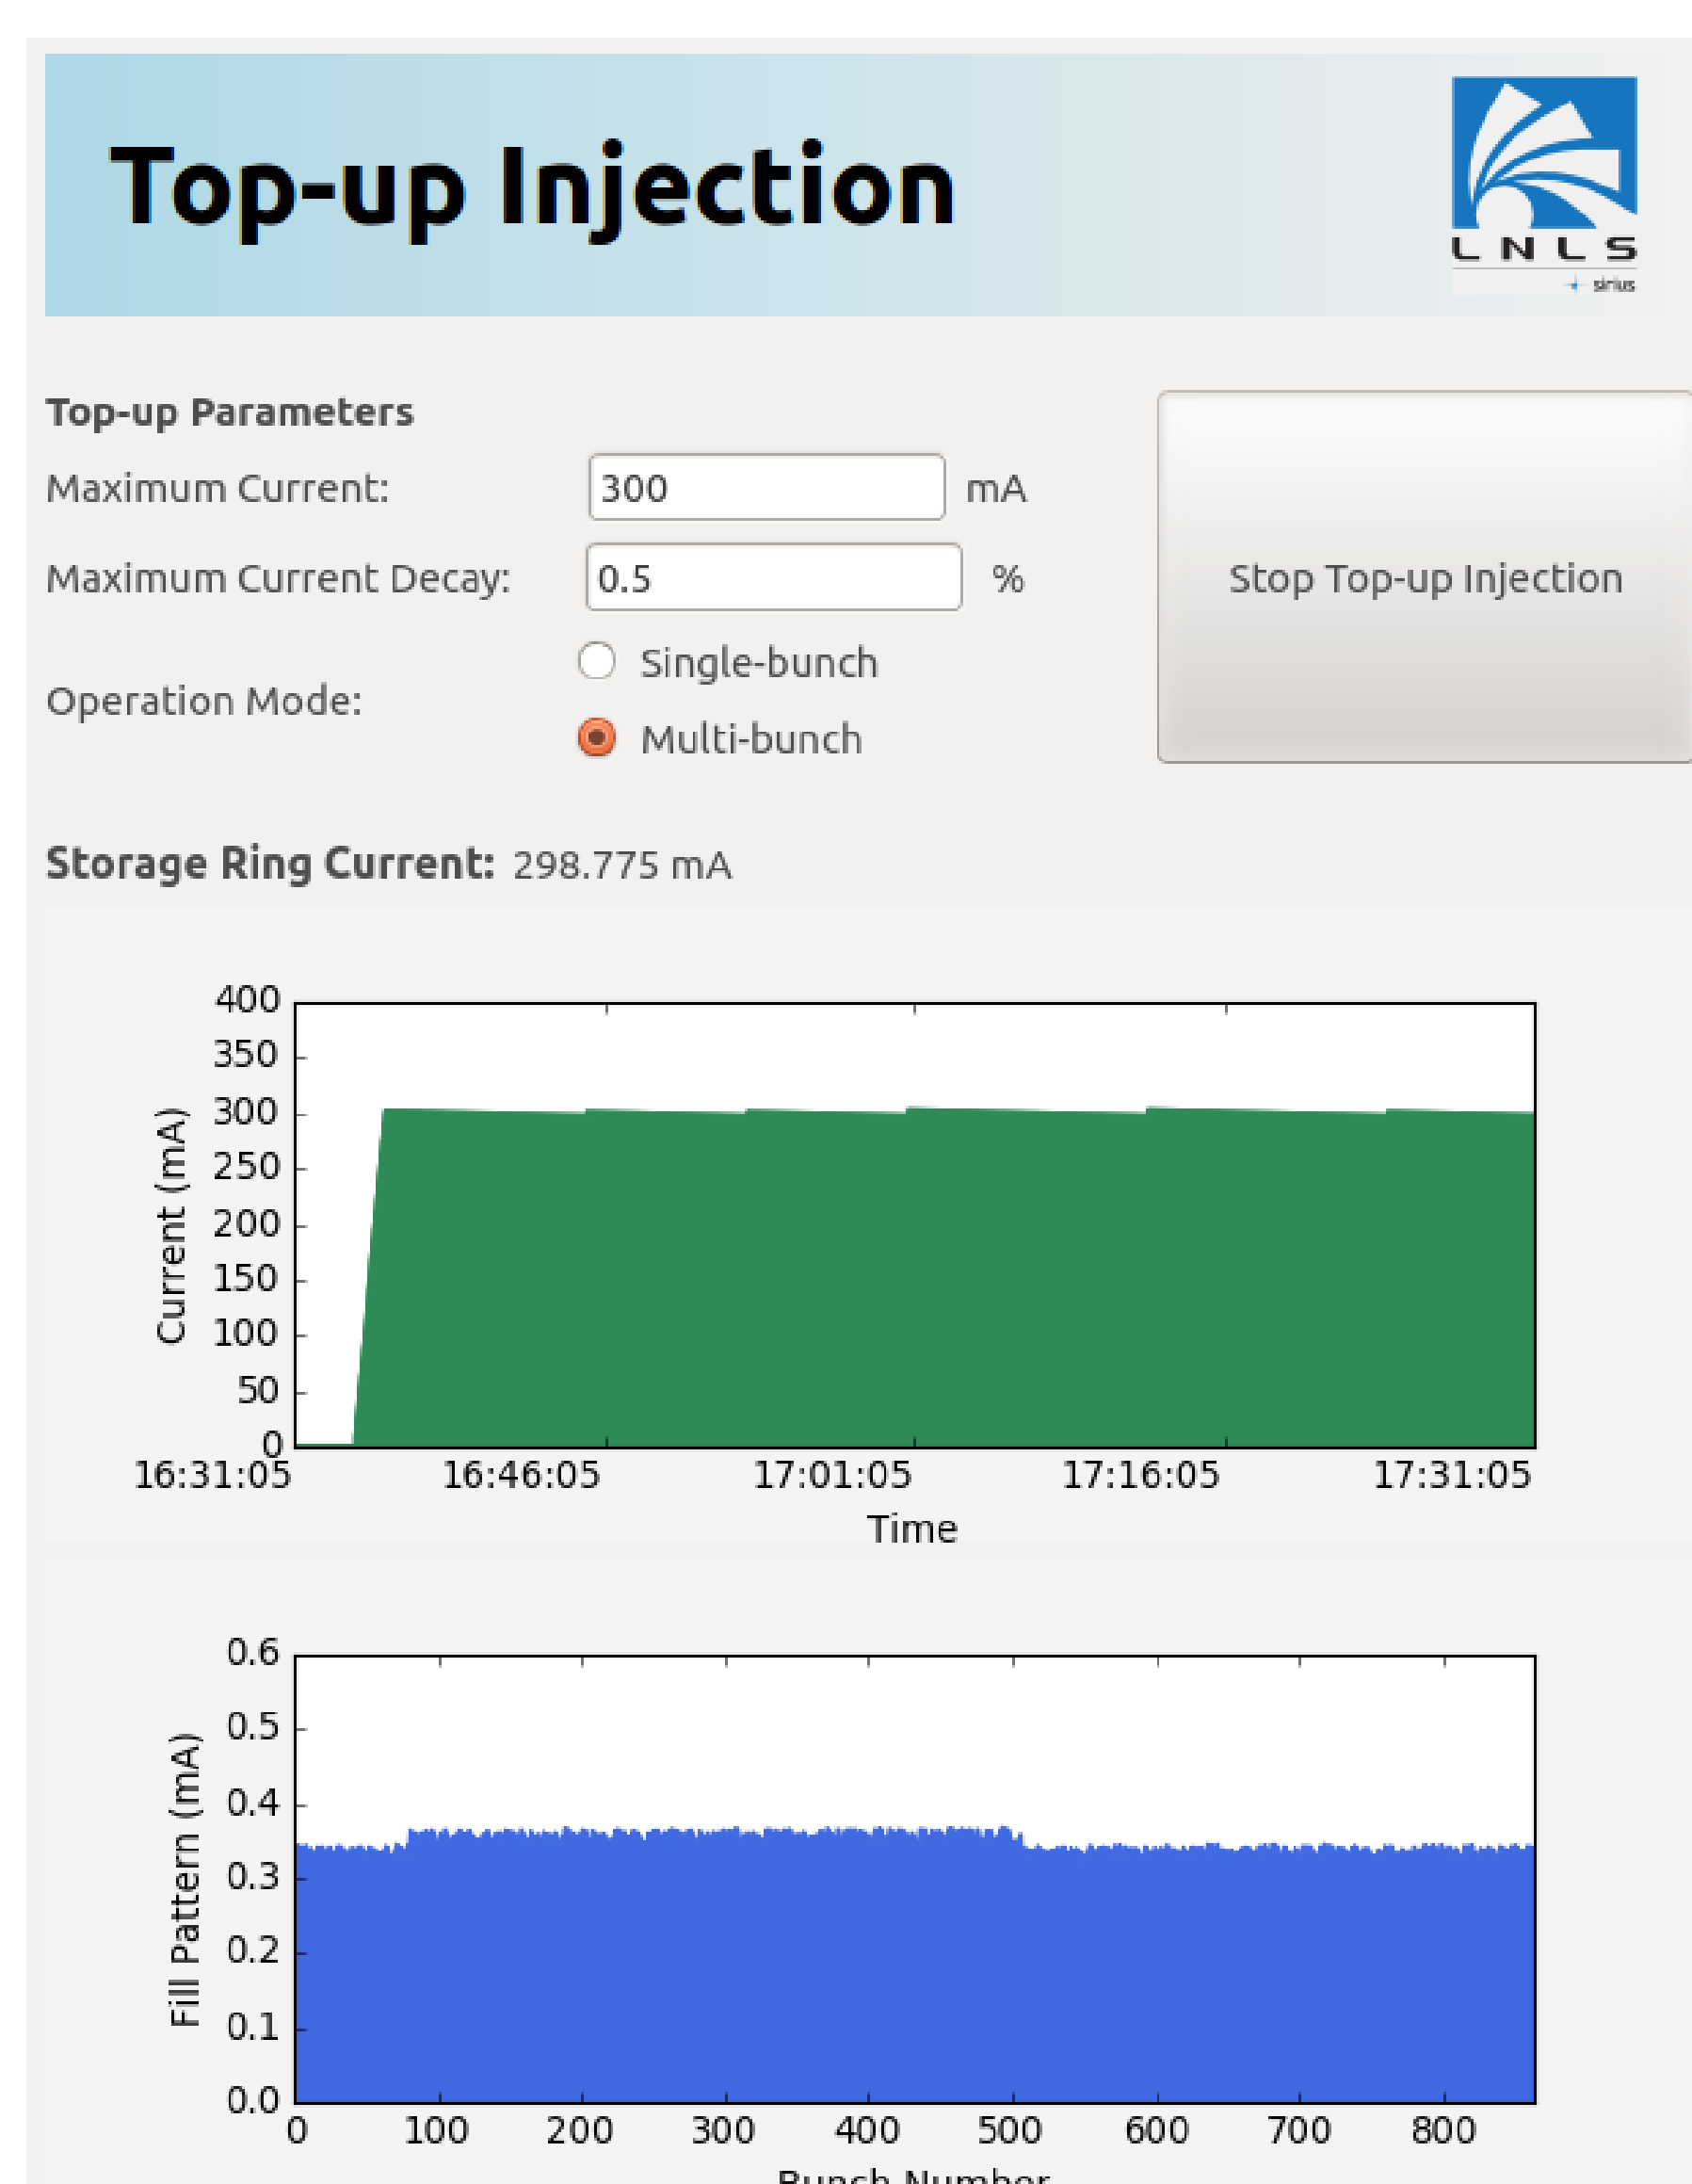 Top-up Injection
LNLS
sirius
Top-up Parameters
Maximum Current: 300 mA
Maximum Current Decay: 0.5 %
Stop Top-up Injection
Operation Mode:
Single-bunch
Multi-bunch
Storage Ring Current: 298.775 mA
400
350
300
250
200
150
100
50
0
Current (mA)
16:31:05 16:46:05 17:01:05 17:16:05 17:31:05
Time
0.6
0.5
0.4
0.3
0.2
0.1
0.0
Fill Pattern (mA)
0 100 200 300 400 500 600 700 800
Bunch Number